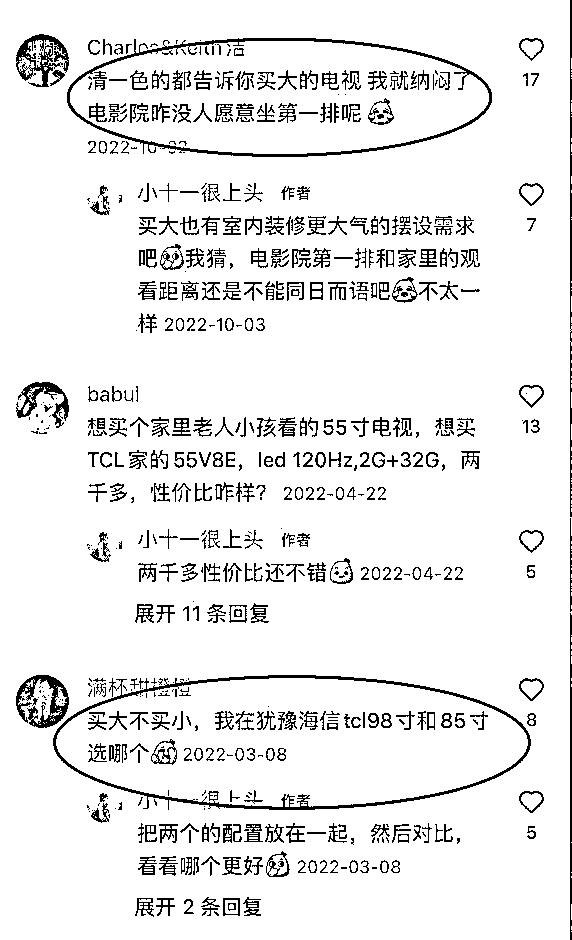 Charles&Keith洁
清一色的都告诉你买大的电视 我就纳闷了
电影院咋没人愿意坐第一排呢
17
2022-10-02
小十一很上头 作者
买大也有室内装修更大气的摆设需求
7
吧我猜，电影院第一排和家里的观
看距离还是不能同日而语吧不太一
样 2022-10-03
babui
想买个家里老人小孩看的55寸电视，想买
13
TCL家的55V8E，led 120Hz,2G+32G，两
千多，性价比咋样？ 2022-04-22
小十一很上头 作者
两千多性价比还不错 2022-04-22
5
展开 11 条回复
满杯甜橙橙
买大不买小，我在犹豫海信tcl98寸和85寸
8
选哪个 2022-03-08
小十一很上头 作者
把两个的配置放在一起，然后对比，
5
看看哪个更好 2022-03-08
展开 2 条回复